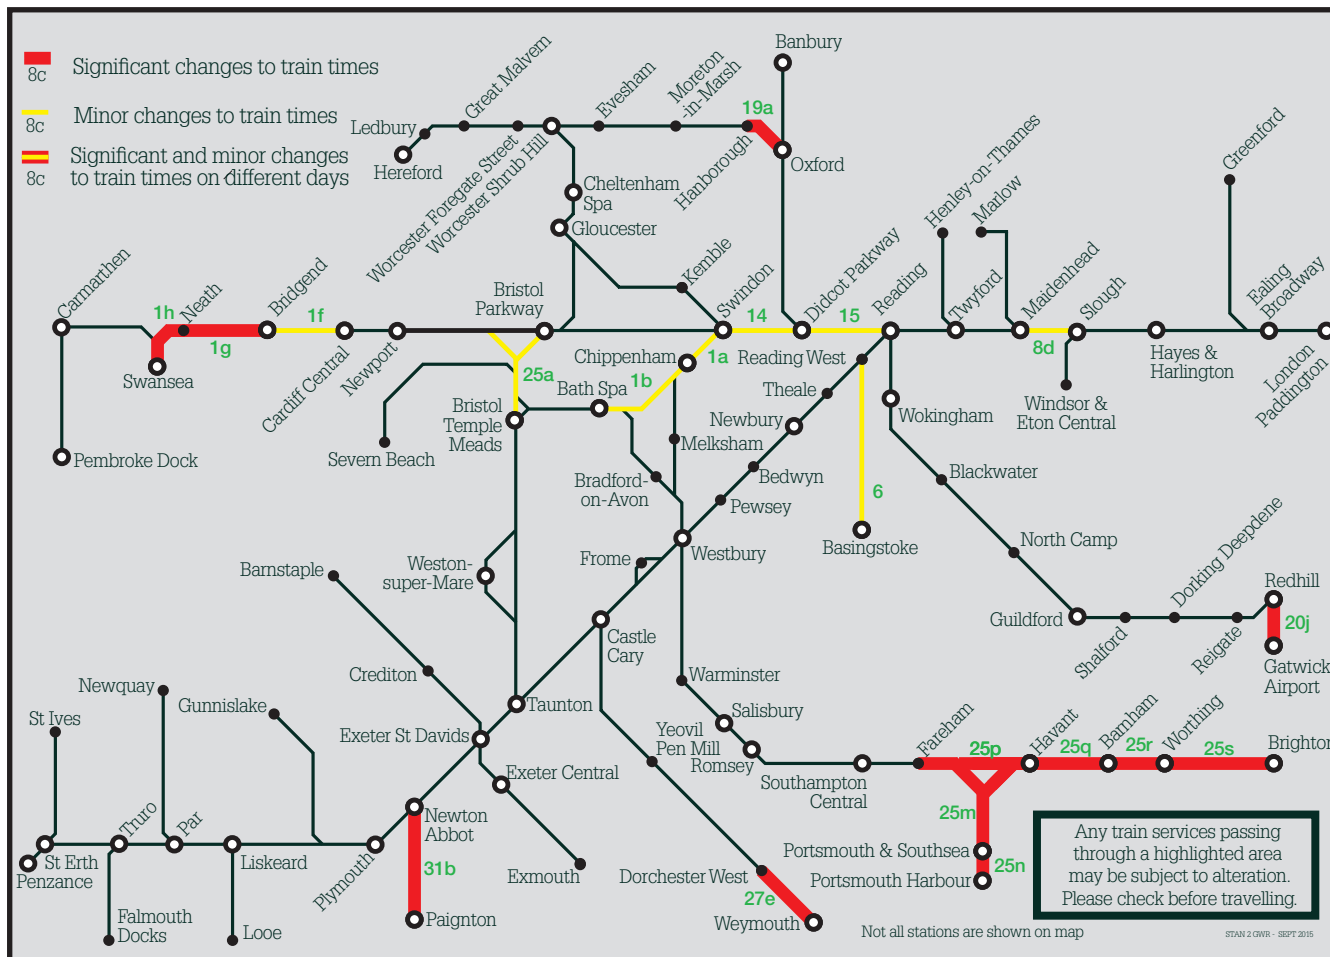 8c
Significant changes to train times
8c
Minor changes to train times
8c
Significant and minor changes
to train times on different days
Banbury
Great Malvern
Evesham
Moreton
-in-Marsh
19a
Ledbury
Hereford
Worcester Foregate Street
Worcester Shrub Hill
Hanborough
Oxford
Henley-on-Thames
Marlow
Greenford
Cheltenham
Spa
Gloucester
Kemble
Carmarthen
1h
Neath
Bridgend
1f
1g
Swansea
Cardiff Central
Newport
Bristol
Parkway
Swindon
14
Didcot Parkway
15
Reading
Twyford
Maidenhead
8d
Slough
Hayes &
Harlington
Ealing
Broadway
London
Paddington
Chippenham
1a
Reading West
25a
Bath Spa
1b
Theale
Windsor &
Eton Central
Wokingham
Bristol
Temple
Meads
Newbury
Severn Beach
Pembroke Dock
Melksham
Bradford-
on-Avon
Bedwyn
Blackwater
Pewsey
6
Basingstoke
Westbury
North Camp
Frome
Weston-
super-Mare
Barnstaple
Dorking Deepdene
Redhill
Guildford
20j
Shalford
Reigate
Gatwick
Airport
Castle
Cary
Crediton
Warminster
Newquay
Gunnislake
St Ives
Taunton
Salisbury
Exeter St Davids
Yeovil
Pen Mill
Romsey
Fareham
25p
Havant
25q
Barnham
25r
Worthing
25s
Brighton
Exeter Central
Southampton
Central
Newton
Abbot
25m
Truro
Par
Any train services passing
through a highlighted area
may be subject to alteration.
Please check before travelling.
St Erth
Penzance
Liskeard
Plymouth
31b
Exmouth
Dorchester West
Portsmouth & Southsea
25n
Portsmouth Harbour
27e
Falmouth
Docks
Looe
Paignton
Weymouth
Not all stations are shown on map
STAN 2 GWR - SEPT 2015